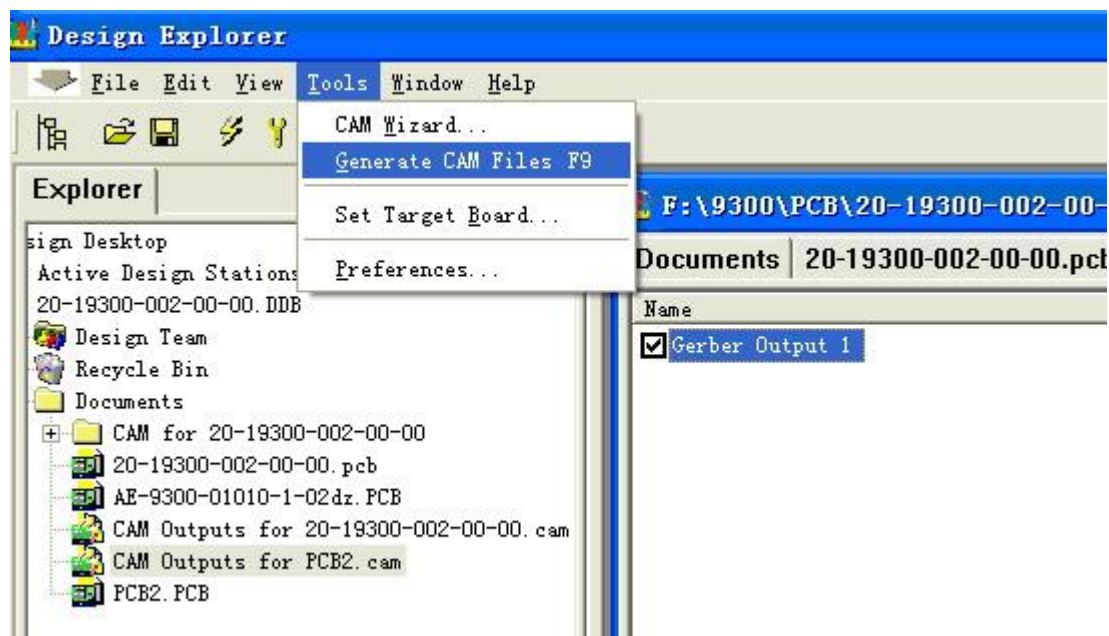 Design Explorer
File Edit View Tools Window Help
CAM Wizard...
Generate CAM Files F9
Set Target Board...
Preferences...
Explorer
sign Desktop
Active Design Stations
20-19300-002-00-00.DDB
Design Team
Recycle Bin
Documents
CAM for 20-19300-002-00-00
20-19300-002-00-00.pcb
AE-9300-01010-1-02dz.PCB
CAM Outputs for 20-19300-002-00-00.cam
CAM Outputs for PCB2.cam
PCB2.PCB
F:\9300\PCB\20-19300-002-00-
Documents 20-19300-002-00-00.pcb
Name
Gerber Output 1